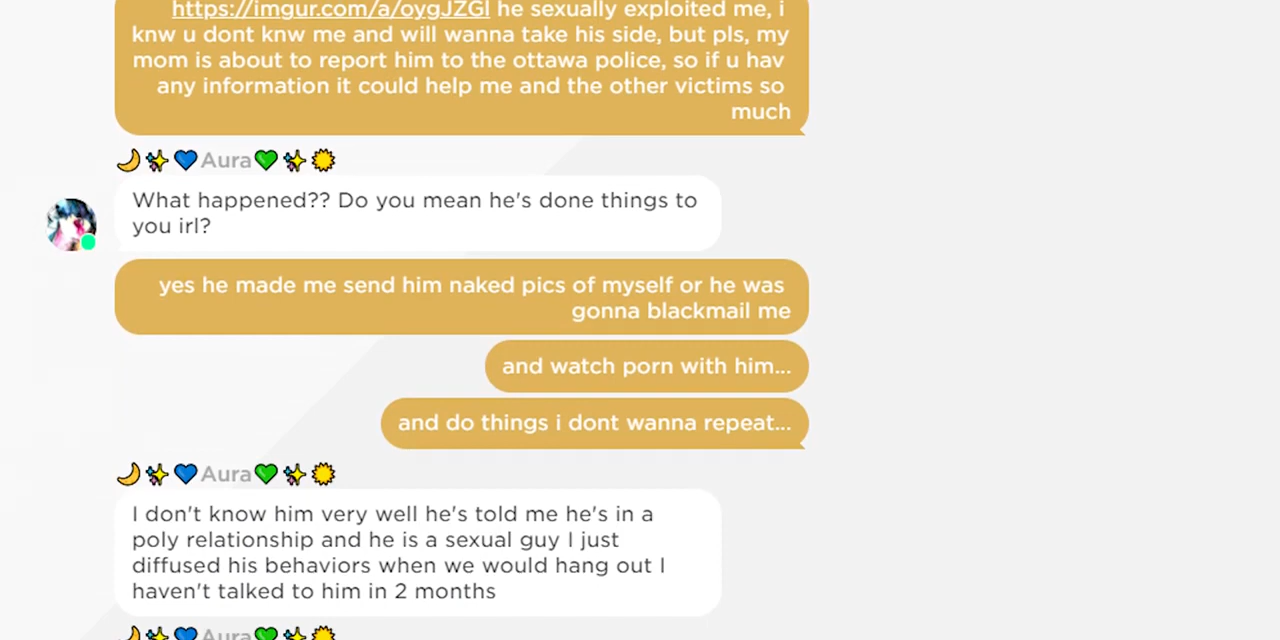 https://imgur.com/a/oygJZGl he sexually exploited me, i
knw u dont knw me and will wanna take his side, but pls, my
mom is about to report him to the ottawa police, so if u hav
any information it could help me and the other victims so
much
🌙✨💙Aura💚✨🌟
What happened?? Do you mean he's done things to
you irl?
yes he made me send him naked pics of myself or he was
gonna blackmail me
and watch porn with him...
and do things i dont wanna repeat...
🌙✨💙Aura💚✨🌟
I don't know him very well he's told me he's in a
poly relationship and he is a sexual guy I just
diffused his behaviors when we would hang out I
haven't talked to him in 2 months
🌙✨💙Aura💚✨🌟